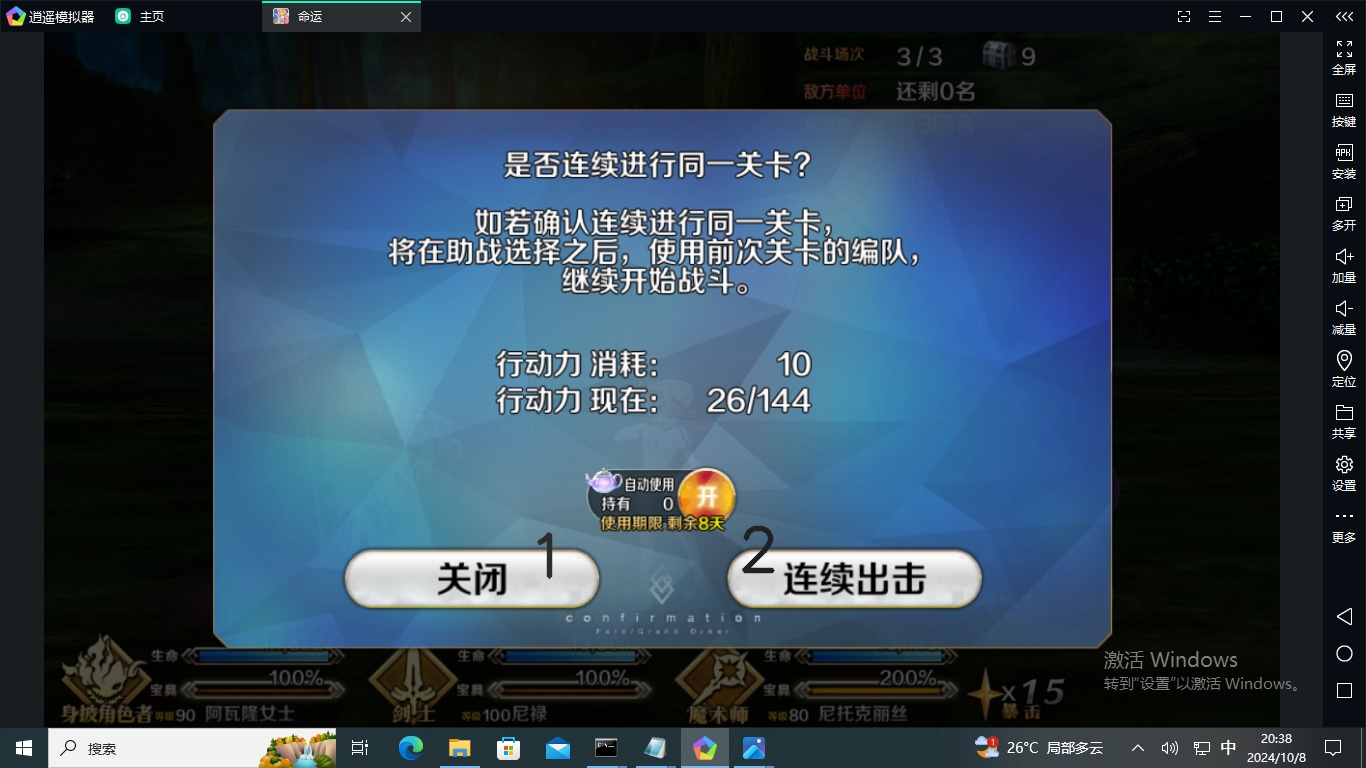 逍遥模拟器
主页
命运
全屏
按键
安装
多开
加量
减量
定位
共享
设置
更多
战斗场次 3/3 9
敌方单位 还剩0名
3回合
是否连续进行同一关卡?
如若确认连续进行同一关卡,
将在助战选择之后,使用前次关卡的编队,
继续开始战斗。
行动力 消耗: 10
行动力 现在: 26/144
自动使用
持有 0
开
使用期限 剩余8天
1
2
关闭
连续出击
confirmation
Fate/Grand Order
生命
宝具 100%
身披角色者 等级90 阿瓦隆女士
生命
宝具 100%
剑士 等级100 尼禄
生命
宝具 200%
魔术师 等级80 尼托克丽丝
x15
暴击
激活 Windows
转到“设置”以激活 Windows。
搜索
1
26°C 局部多云
中
20:38
2024/10/8